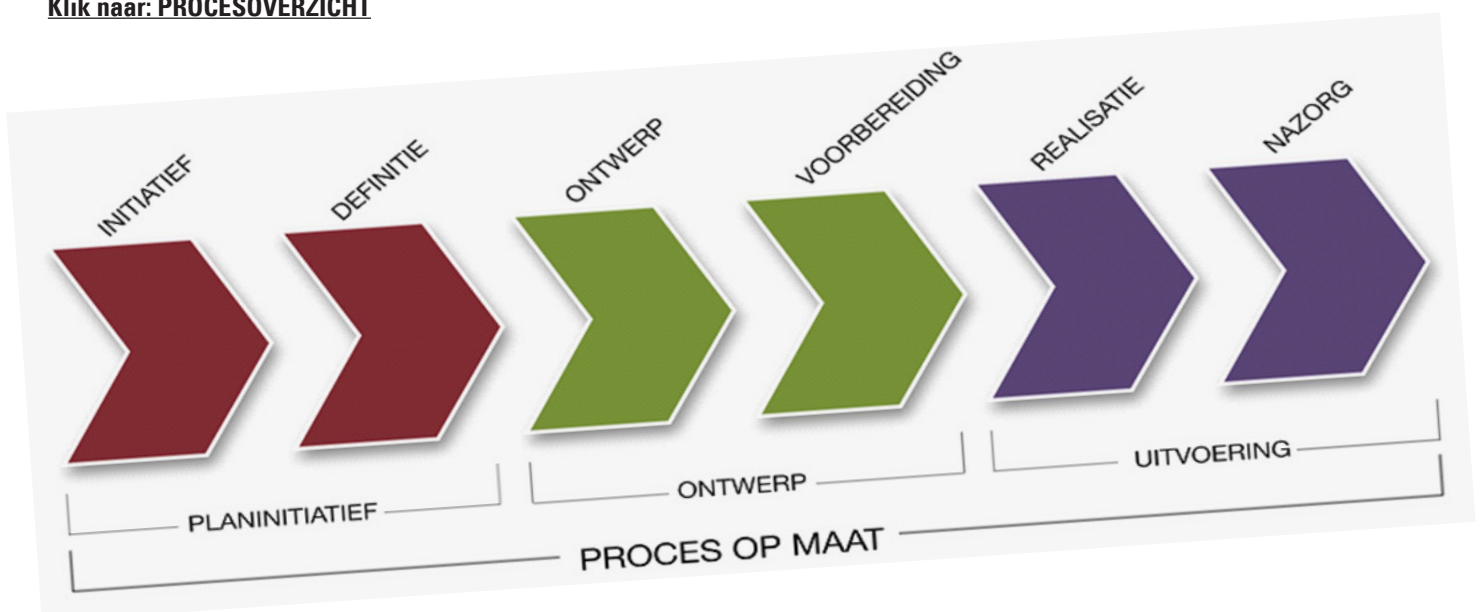 Klik naar: PROCESOVERZICHT
INITIATIEF
DEFINITIE
ONTWERP
VOORBEREIDING
REALISATIE
NAZORG
PLANINITIATIEF
ONTWERP
UITVOERING
PROCES OP MAAT